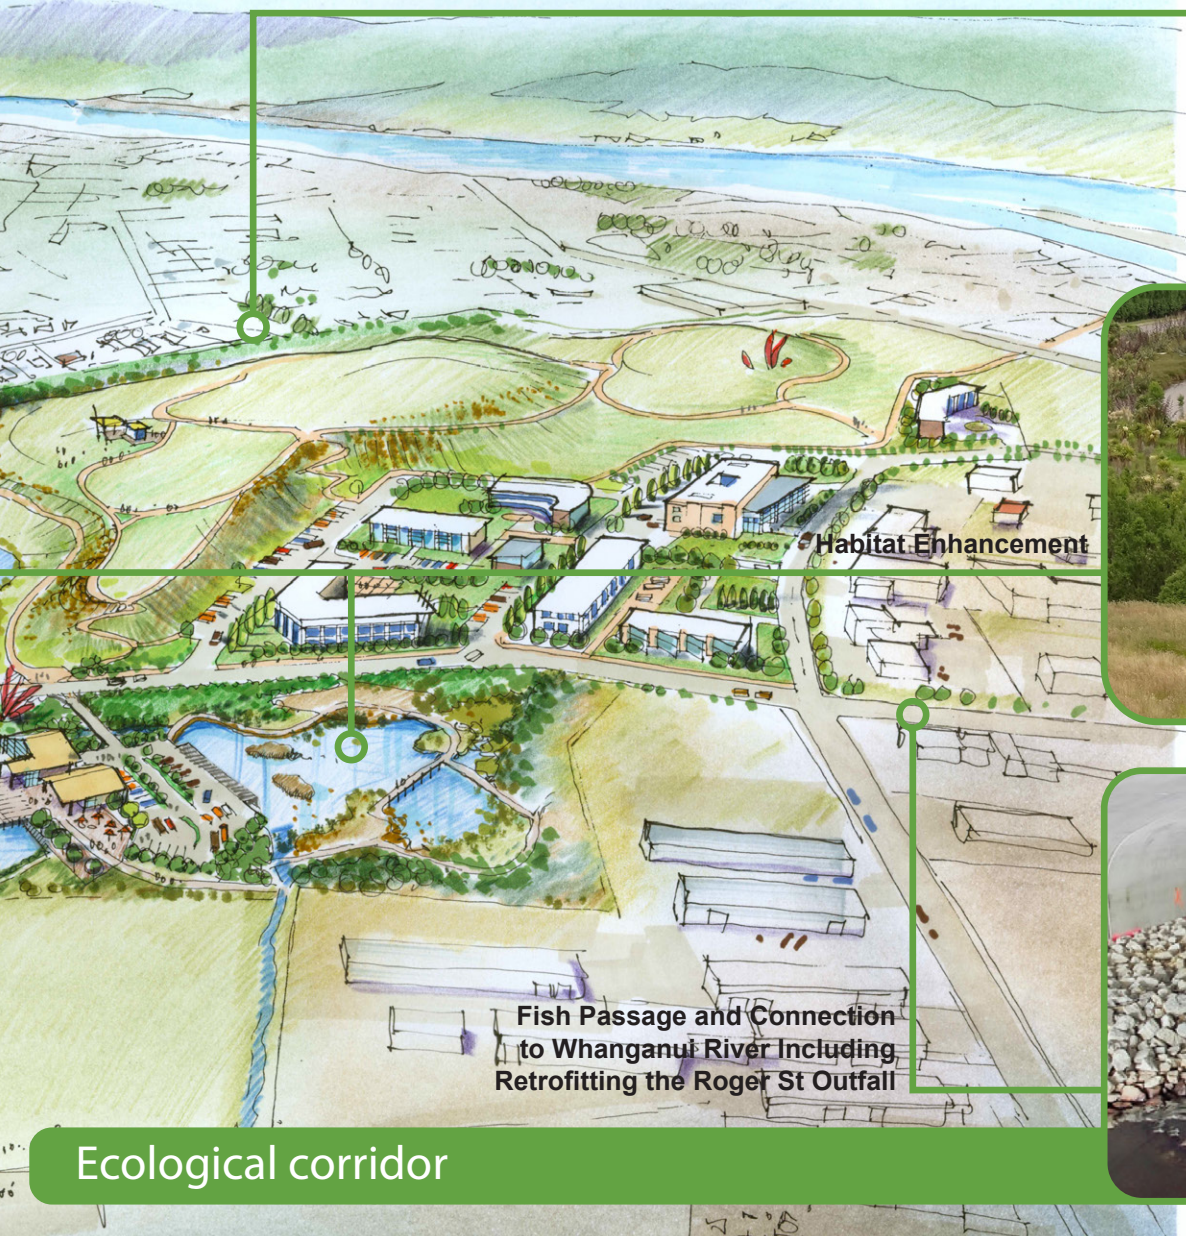 Habitat Enhancement
Fish Passage and Connection
to Whanganui River Including
Retrofitting the Roger St Outfall
Ecological corridor